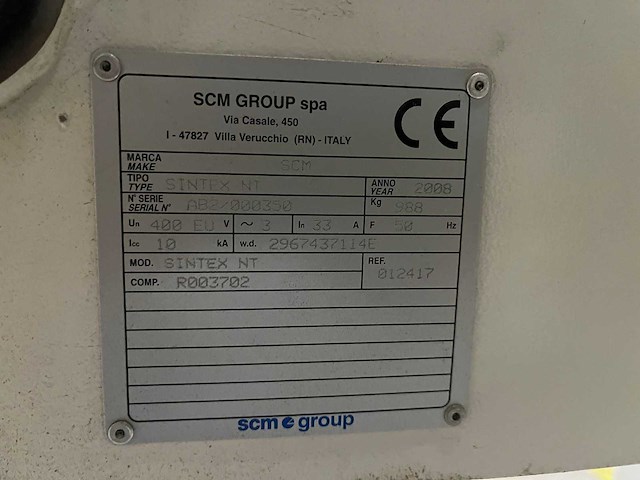 SCM GROUP spa
Via Casale, 450
I - 47827 Villa Verucchio (RN) - ITALY
CE
MARCA
MAKE SCM
TIPO
TYPE SINTEX NT
ANNO
YEAR 2008
N° SERIE
SERIAL N° AB2/000350
Kg 988
Un 400 EU V ~ 3 In 33 A F 50 Hz
Icc 10 kA w.d. 2967437114E
MOD. SINTEX NT
REF. 012417
COMP. R003702
scm group